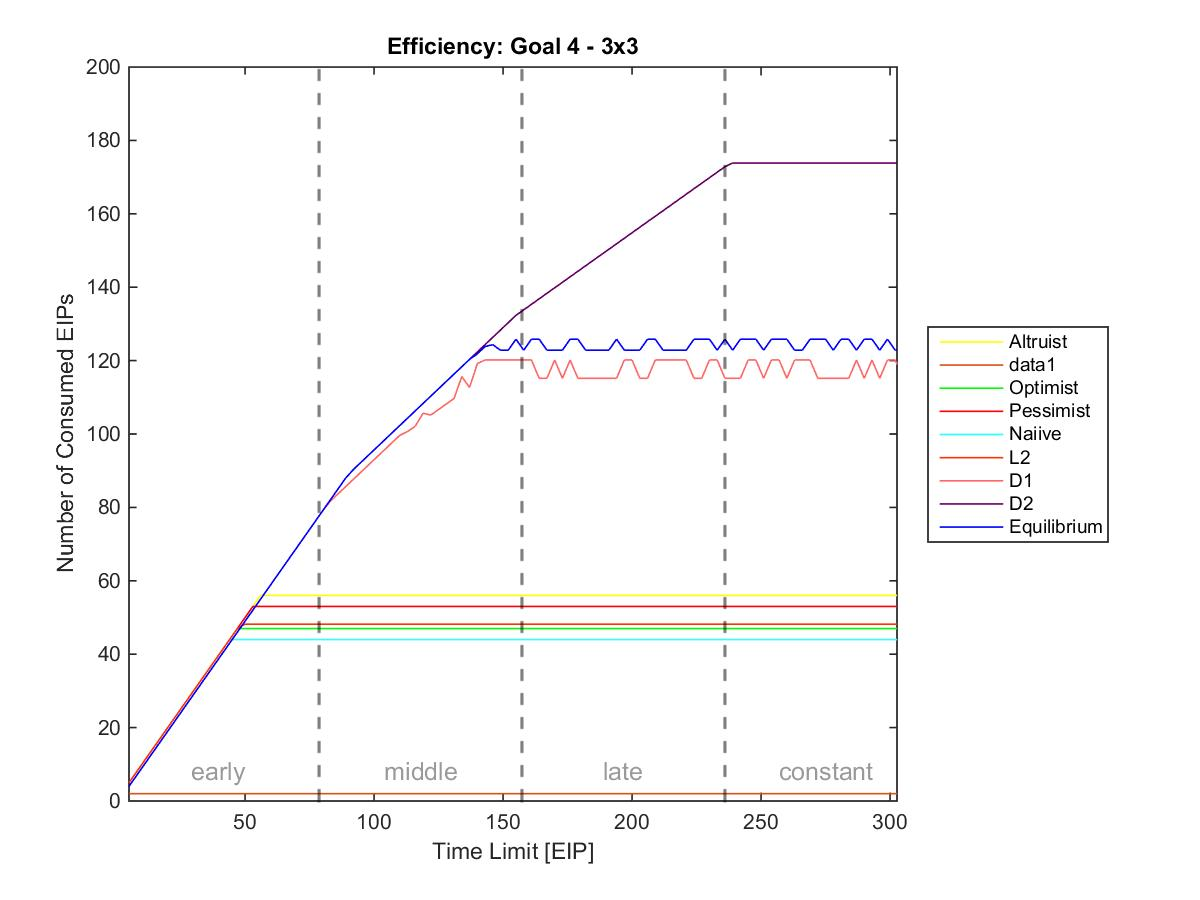 Efficiency: Goal 4 - 3x3
200
180
160
140
120
100
80
60
40
20
0
Number of Consumed EIPs
early middle late constant
50 100 150 200 250 300
Time Limit [EIP]
Altruist
data1
Optimist
Pessimist
Naiive
L2
D1
D2
Equilibrium